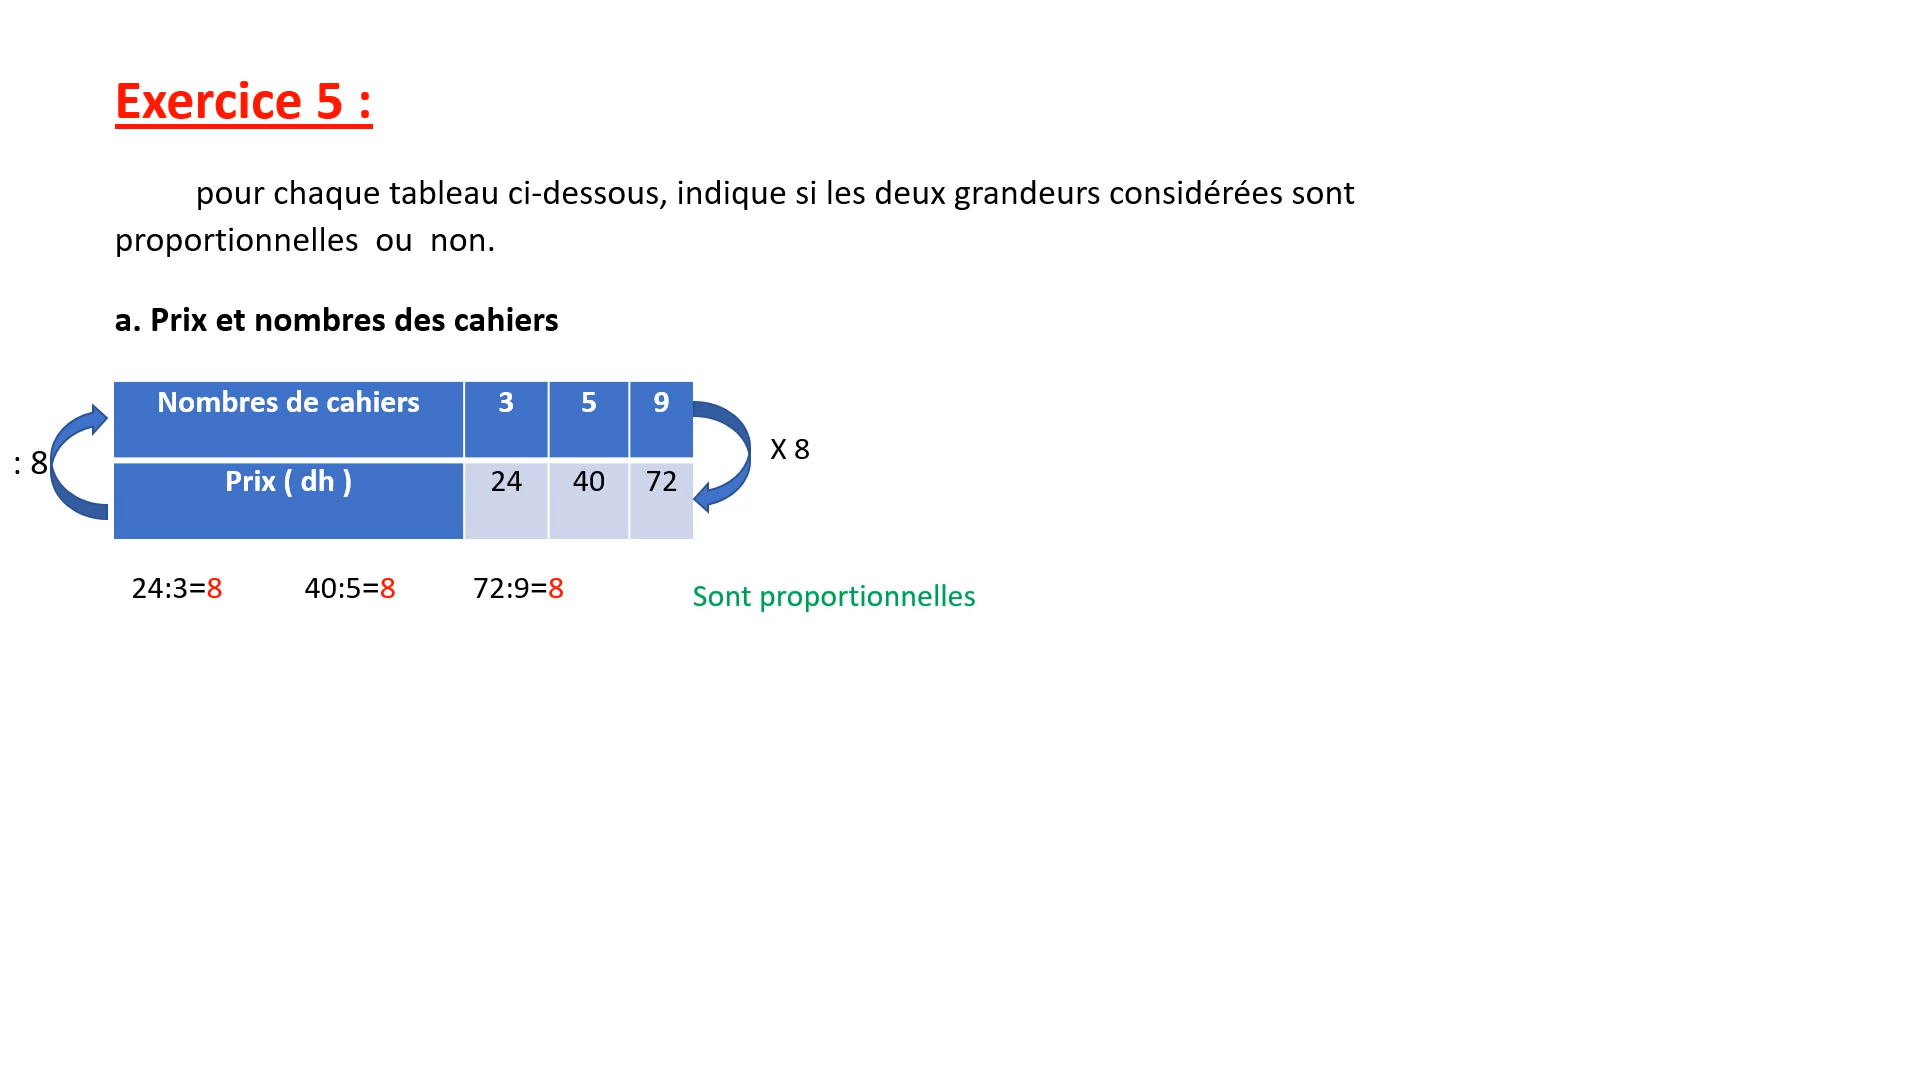 Exercice 5 :
pour chaque tableau ci-dessous, indique si les deux grandeurs considérées sont
proportionnelles ou non.
a. Prix et nombres des cahiers
Nombres de cahiers 3 5 9
: 8
X 8
Prix ( dh ) 24 40 72
24:3=8 40:5=8 72:9=8
Sont proportionnelles